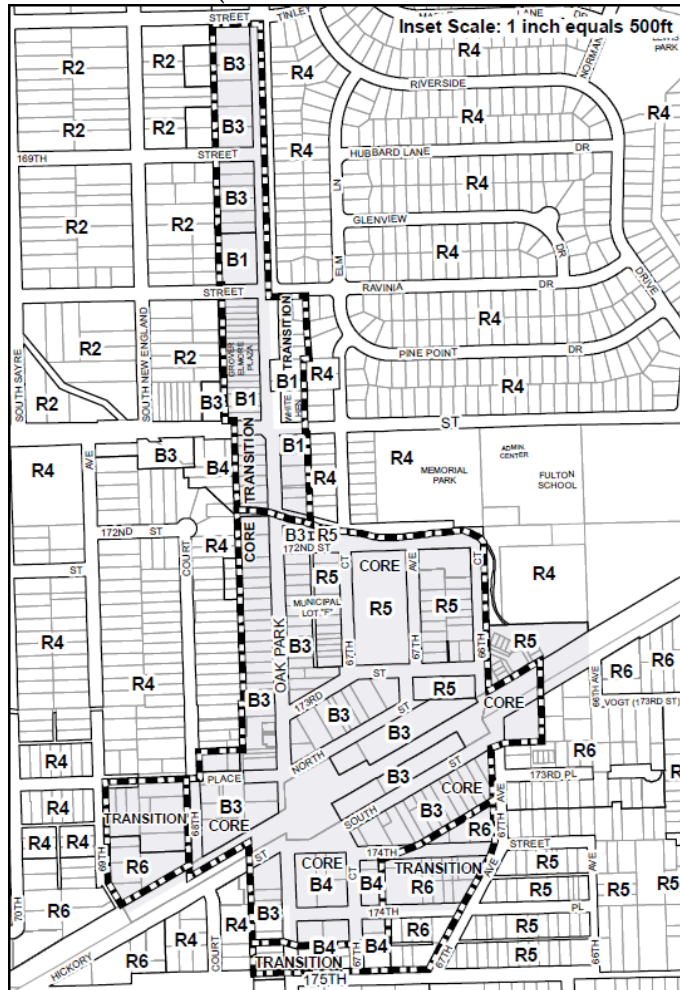 STREET
TINLEY
LANE
DR
Inset Scale: 1 inch equals 500ft
NORMAN
PARK
R2
R2
B3
R4
R4
RIVERSIDE
R2
R2
B3
R4
R4
169TH
STREET
HUBBARD LANE
DR
B3
R4
R2
R2
LN
GLENVIEW
B1
ELM
R4
DR
STREET
RAVINIA
DR
DRIVE
SOUTH SAYRE
SOUTH NEW ENGLAND
R2
R2
GROVER
ELMORE
PLAZA
TRANSITION
R4
PINE POINT
DR
R2
B3
B1
B1
WHITE
HEN
R4
R4
ST
R4
AVE
B3
B4
TRANSITION
B1
R4
R4
MEMORIAL
PARK
ADMIN.
CENTER
FULTON
SCHOOL
172ND
ST
ST
COURT
R4
CORE
B3
R5
172ND ST
CT
CORE
AVE
CT
R5
R4
MUNICIPAL
LOT "F"
R5
R5
R4
R4
OAK PARK
B3
67TH
67TH
66TH
R5
R6
R6
66TH AVE
ST
R5
173RD
CORE
VOGT (173RD ST)
B3
B3
ST
R4
NORTH
B3
R6
B3
ST
173RD PL
R4
PLACE
B3
CORE
SOUTH
B3
CORE
TRANSITION
68TH
R6
67TH
AVE
R4
R4
69TH
R6
ST
174TH
STREET
CORE
CT
TRANSITION
R5
AVE
B4
B4
R6
AVE
R5
R5
R5
70TH
R6
R4
R4
B3
174TH
PL
R6
R5
HICKORY
R6
COURT
B4
B4
67TH
67TH
66TH
TRANSITION
175TH